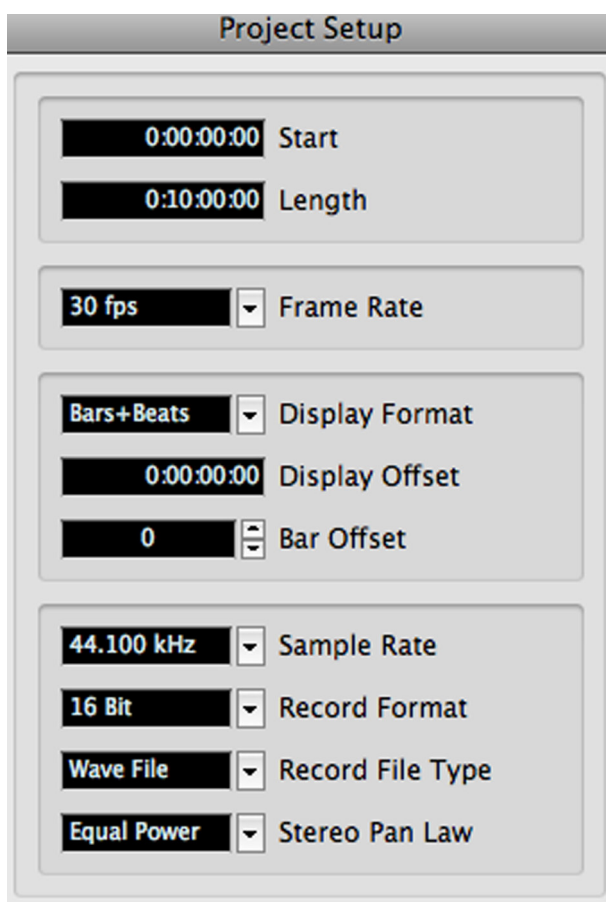 Project Setup
0:00:00:00 Start
0:10:00:00 Length
30 fps Frame Rate
Bars+Beats Display Format
0:00:00:00 Display Offset
0 Bar Offset
44.100 kHz Sample Rate
16 Bit Record Format
Wave File Record File Type
Equal Power Stereo Pan Law